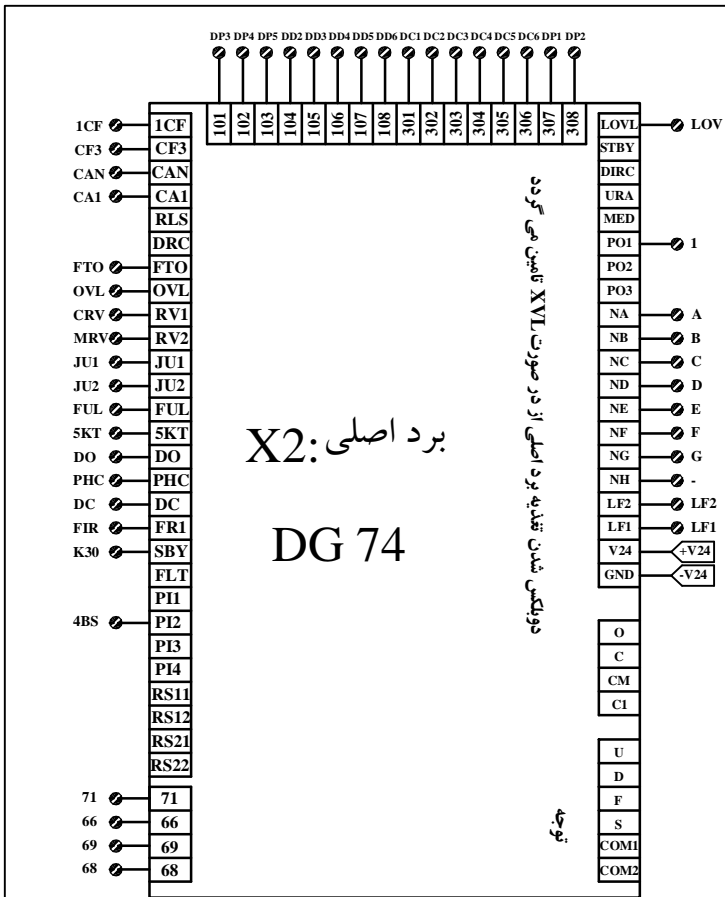 DP3 DP4 DP5 DD2 DD3 DD4 DD5 DD6 DC1 DC2 DC3 DC4 DC5 DC6 DP1 DP2
101 102 103 104 105 106 107 108 301 302 303 304 305 306 307 308
1CF 1CF
CF3 CF3
CAN CAN
CA1 CA1
RLS
DRC
FTO FTO
OVL OVL
CRV RV1
MRV RV2
JU1 JU1
JU2 JU2
FUL FUL
5KT 5KT
DO DO
PHC PHC
DC DC
FIR FR1
K30 SBY
FLT
PI1
4BS PI2
PI3
PI4
RS11
RS12
RS21
RS22
71 71
66 66
69 69
68 68
برد اصلی :X2
DG 74
توجه
در صورت دوبلکس شدن تغذیه برد اصلی از XVL تامین می گردد
LOVL LOV
STBY
DIRC
URA
MED
PO1 1
PO2
PO3
NA A
NB B
NC C
ND D
NE E
NF F
NG G
NH -
LF2 LF2
LF1 LF1
V24 +V24
GND -V24
O
C
CM
C1
U
D
F
S
COM1
COM2